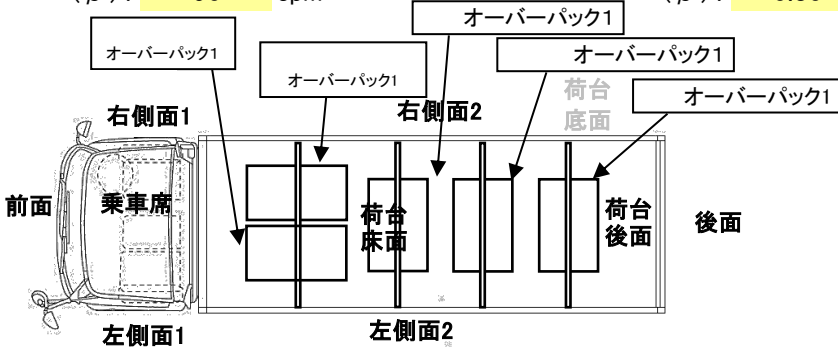 オーバーパック1
オーバーパック1
オーバーパック1
オーバーパック1
オーバーパック1
右側面1
右側面2
荷台
底面
前面
乗車席
荷台
床面
荷台
後面
後面
左側面1
左側面2